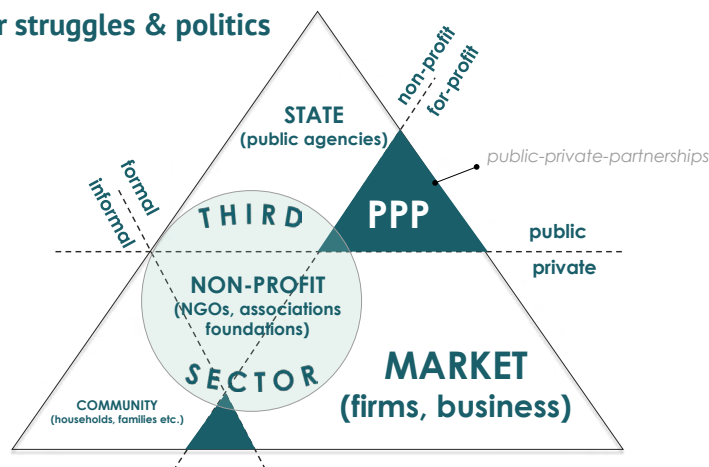 r struggles & politics
non-profit
for-profit
STATE
(public agencies)
public-private-partnerships
formal
informal
THIRD
PPP
public
private
NON-PROFIT
(NGOs, associations
foundations)
MARKET
(firms, business)
SECTOR
COMMUNITY
(households, families etc.)